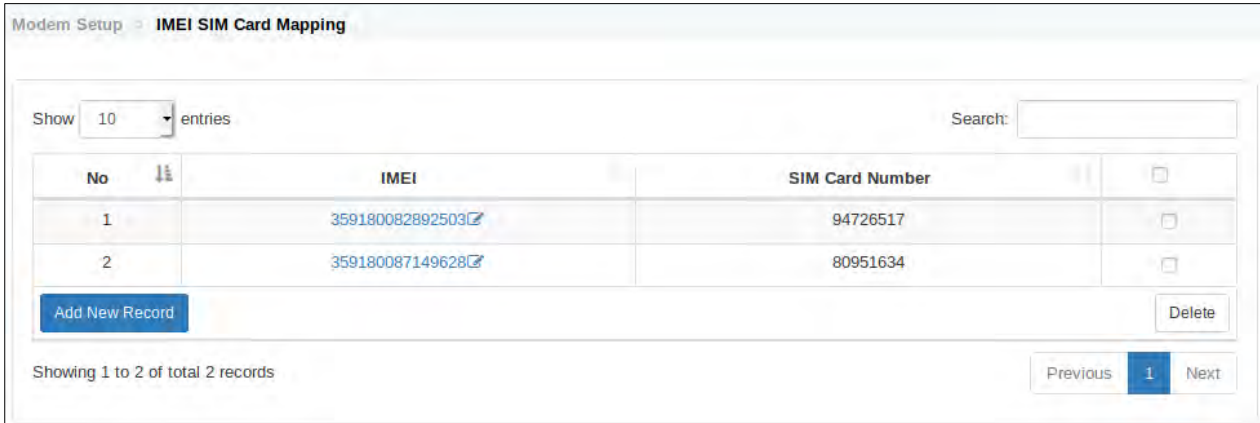 Modem Setup IMEI SIM Card Mapping
Show 10 entries Search:
No IMEI SIM Card Number
1 359180082892503 94726517
2 359180087149628 80951634
Add New Record Delete
Showing 1 to 2 of total 2 records Previous 1 Next